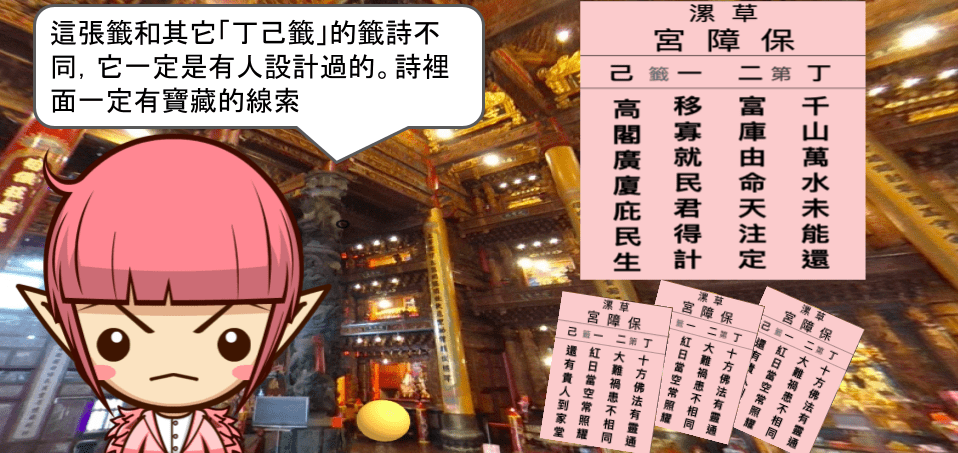 這張籤和其它「丁己籤」的籤詩不
同，它一定是有人設計過的。詩裡
面一定有寶藏的線索
草漯
保障宮
丁第二一籤己
千山萬水未能還
富庫由命天注定
移寡就民君得計
高閣廣廈庇民生
草漯
保障宮
丁第二一籤己
十方佛法有靈通
大難禍患不相同
紅日當空常照耀
還有貴人到家堂
草漯
保障宮
丁第二一籤
十方佛法有靈通
大難禍患不相同
紅日當空常照耀
草漯
保障宮
丁第二一籤己
十方佛法有靈通
大難禍患不相同
紅日當空常照耀
還有貴人